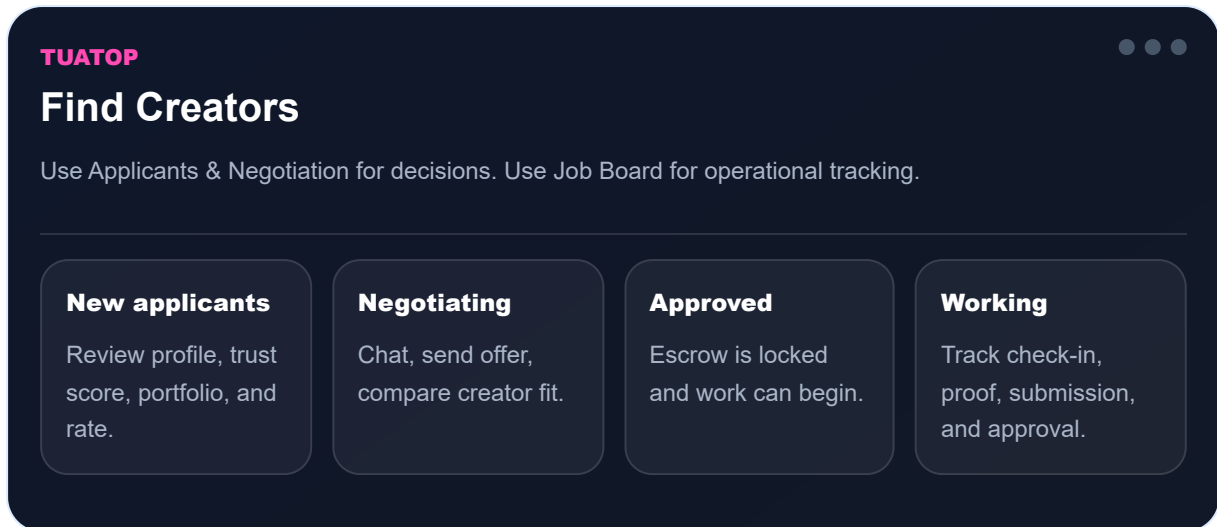 TUATOP
Find Creators
Use Applicants & Negotiation for decisions. Use Job Board for operational tracking.
New applicants
Review profile, trust
score, portfolio, and
rate.
Negotiating
Chat, send offer,
compare creator fit.
Approved
Escrow is locked
and work can begin.
Working
Track check-in,
proof, submission,
and approval.